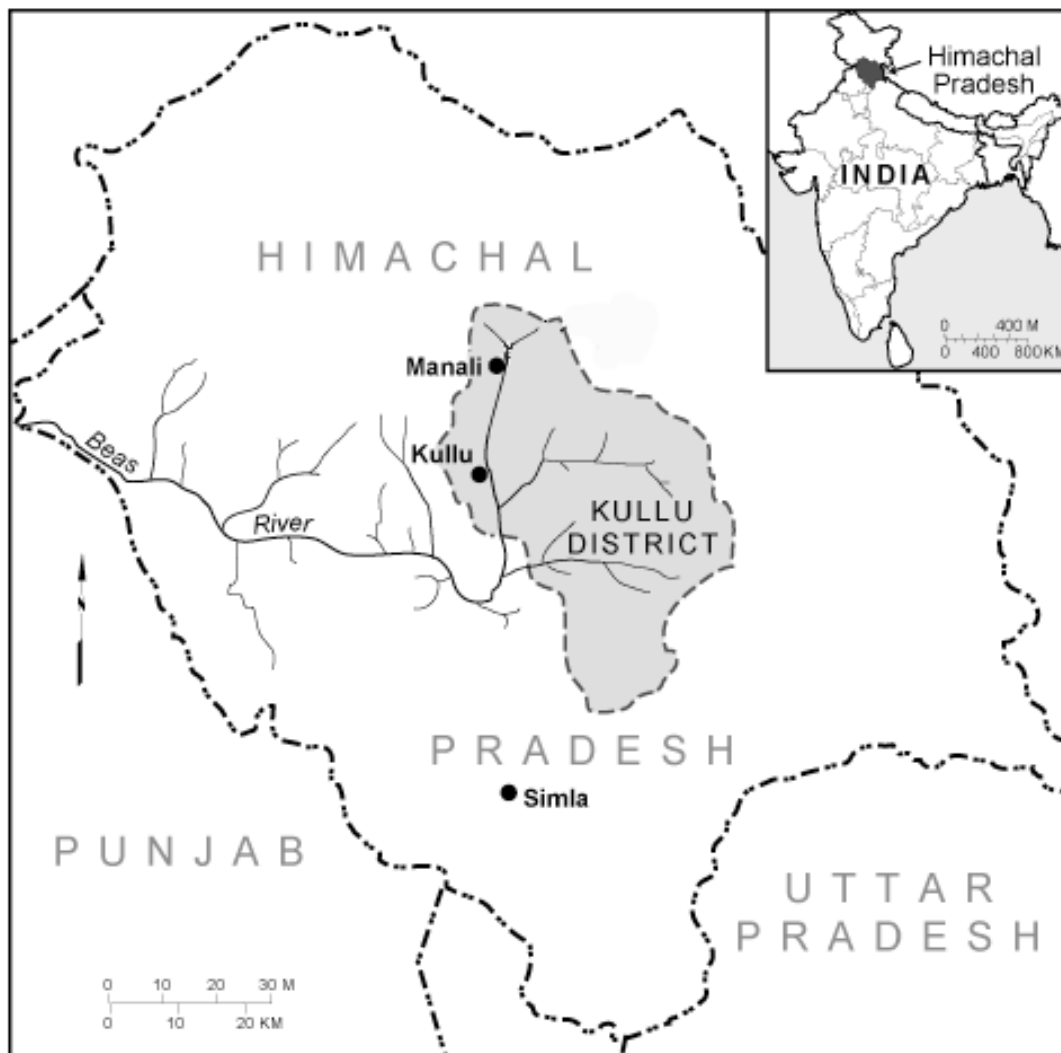 Himachal
Pradesh
INDIA
0 400 M
0 400 800 KM
HIMACHAL
Manali
Beas
Kullu
River
KULLU
DISTRICT
PRADESH
Simla
PUNJAB
UTTAR
PRADESH
0 10 20 30 M
0 10 20 KM
N